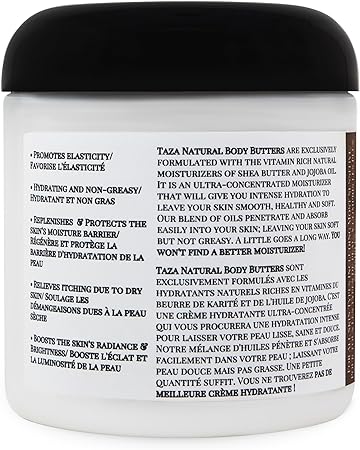 • Promotes elasticity/
Favorise l'élasticité
• Hydrating and non-greasy/
Hydratant et non gras
• Replenishes & Protects the
skin's moisture barrier/
Régénère et protège la
barrière d'hydratation de la
peau
• Relieves itching due to dry
skin/ Soulage les
démangeaisons dues à la peau
sèche
• Boosts the skin's radiance &
Brightness/ Booste l'éclat et
la luminosité de la peau
Taza Natural Body Butters are exclusively
formulated with the vitamin rich natural
moisturizers of shea butter and jojoba oil.
It is an ultra-concentrated moisturizer
that will give you intense hydration to
leave your skin smooth, healthy and soft.
Our blend of oils penetrate and absorb
easily into your skin; leaving your skin soft
but not greasy. A little goes a long way. You
won't find a better moisturizer!
Taza Natural Body Butters sont
exclusivement formulés avec les
hydratants naturels riches en vitamines du
beurre de karité et de l'huile de jojoba. C'est
une crème hydratante ultra-concentrée
qui vous procurera une hydratation intense
pour laisser votre peau lisse, saine et douce.
Notre mélange d'huiles pénètre et s'absorbe
facilement dans votre peau ; laissant votre
peau douce mais pas grasse. Une petite
quantité suffit. Vous ne trouverez pas de
meilleure crème hydratante !